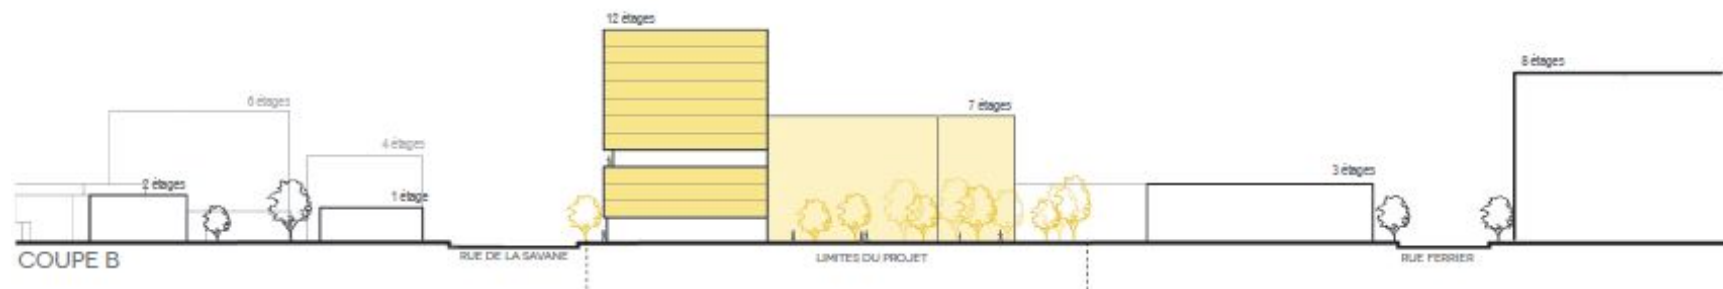 12 étages
8 étages
6 étages
7 étages
4 étages
3 étages
2 étages
1 étage
COUPE B
RUE DE LA SAVANE
LIMITES DU PROJET
RUE FERRIER